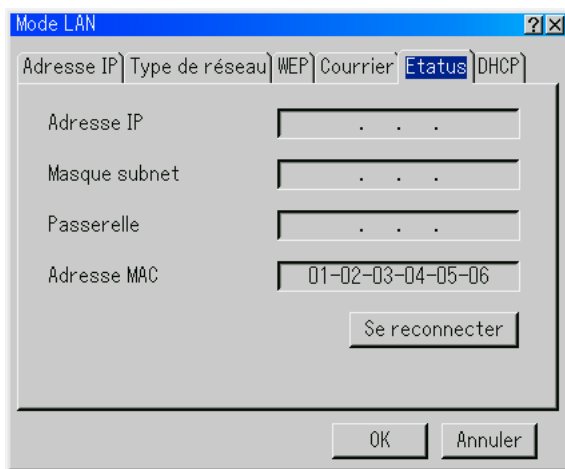 Mode LAN ? ×
Adresse IP Type de réseau WEP Courrier Etatus DHCP
Adresse IP . . .
Masque subnet . . .
Passerelle . . .
Adresse MAC 01-02-03-04-05-06
Se reconnecter
OK Annuler